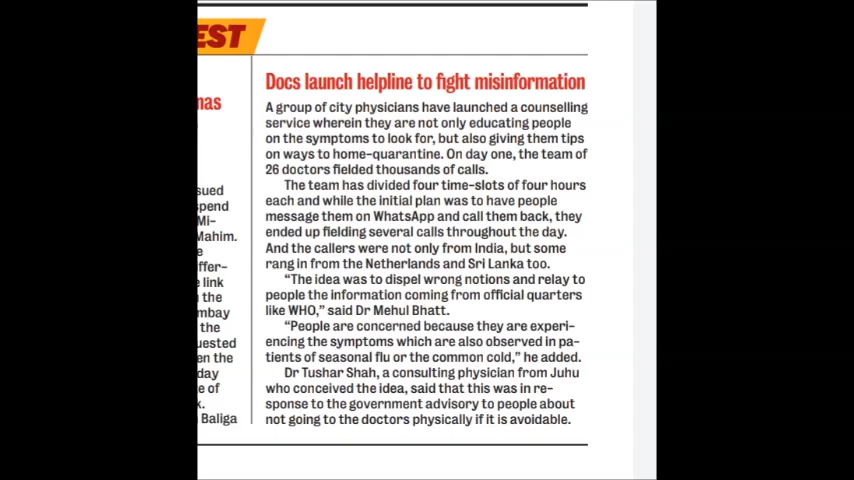 EST
nas
sued
spend
Mi-
Mahim.
e
ffer-
e link
n the
mbay
the
uested
en the
day
e of
k.
Baliga
Docs launch helpline to fight misinformation
A group of city physicians have launched a counselling
service wherein they are not only educating people
on the symptoms to look for, but also giving them tips
on ways to home-quarantine. On day one, the team of
26 doctors fielded thousands of calls.
The team has divided four time-slots of four hours
each and while the initial plan was to have people
message them on WhatsApp and call them back, they
ended up fielding several calls throughout the day.
And the callers were not only from India, but some
rang in from the Netherlands and Sri Lanka too.
“The idea was to dispel wrong notions and relay to
people the information coming from official quarters
like WHO,” said Dr Mehul Bhatt.
“People are concerned because they are experi-
encing the symptoms which are also observed in pa-
tients of seasonal flu or the common cold,” he added.
Dr Tushar Shah, a consulting physician from Juhu
who conceived the idea, said that this was in re-
sponse to the government advisory to people about
not going to the doctors physically if it is avoidable.